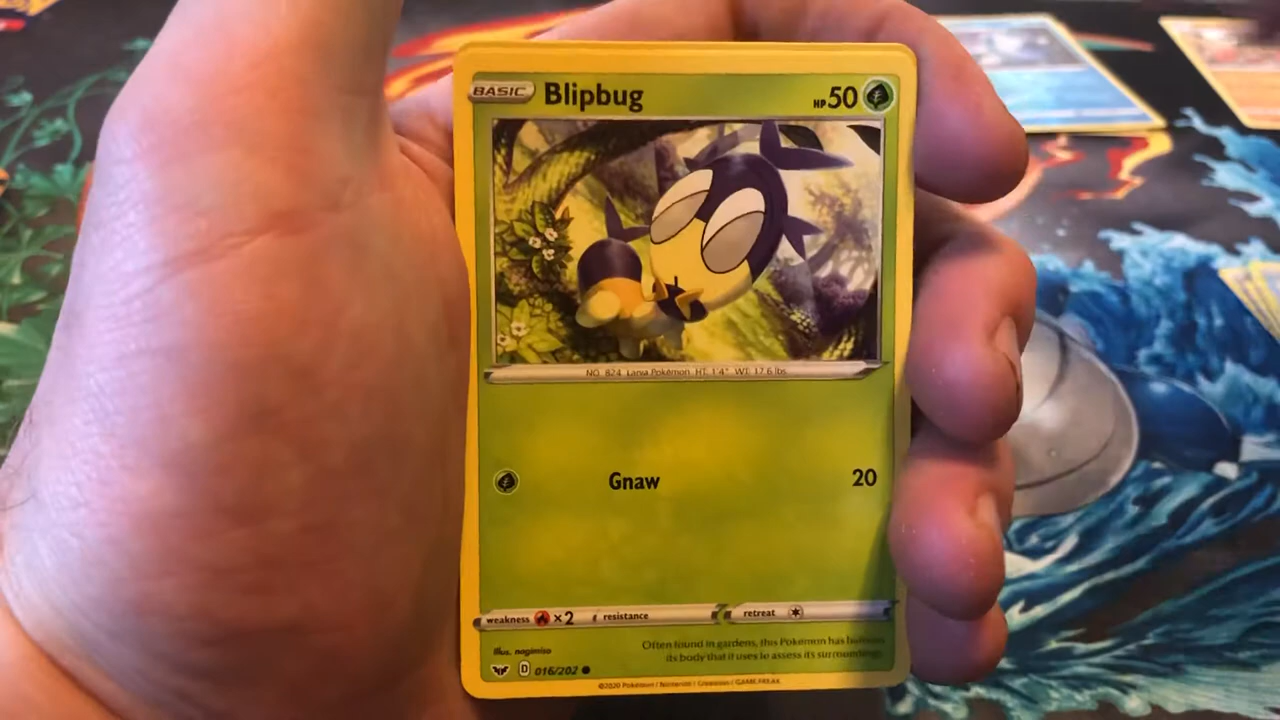 BASIC Blipbug HP 50
NO. 824 Larva Pokémon HT: 1'4" WT: 17.6 lbs
Gnaw 20
weakness ×2 resistance retreat
Illus. nagimiso
Often found in gardens, this Pokémon has hairs on
its body that it uses to assess its surroundings.
D 016/202
©2020 Pokémon / Nintendo / Creatures / GAME FREAK